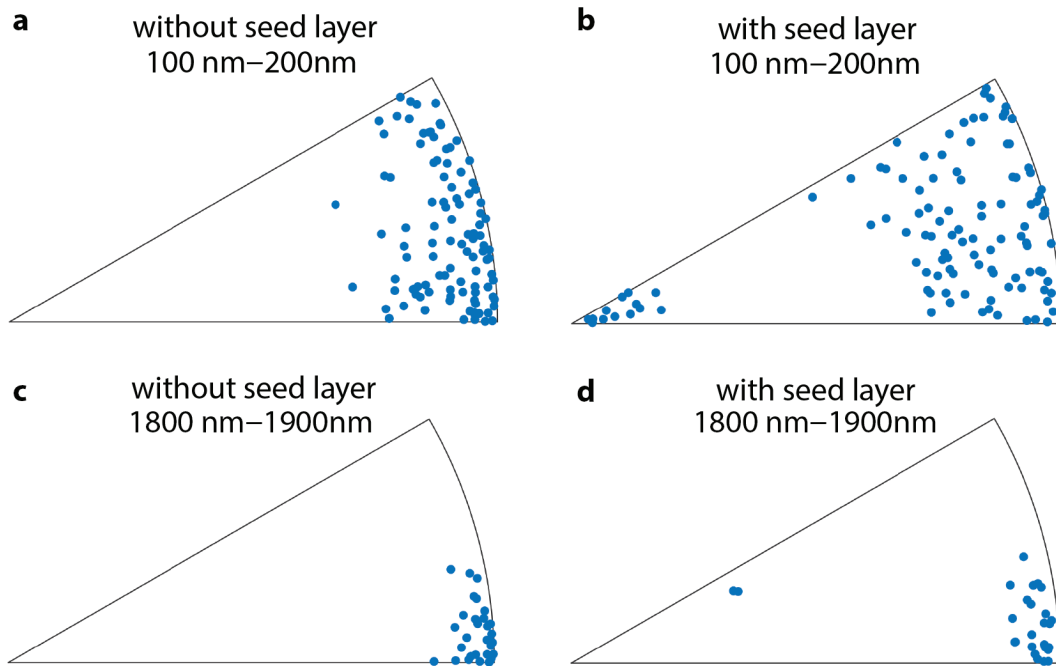 a
without seed layer
100 nm–200nm
b
with seed layer
100 nm–200nm
c
without seed layer
1800 nm–1900nm
d
with seed layer
1800 nm–1900nm